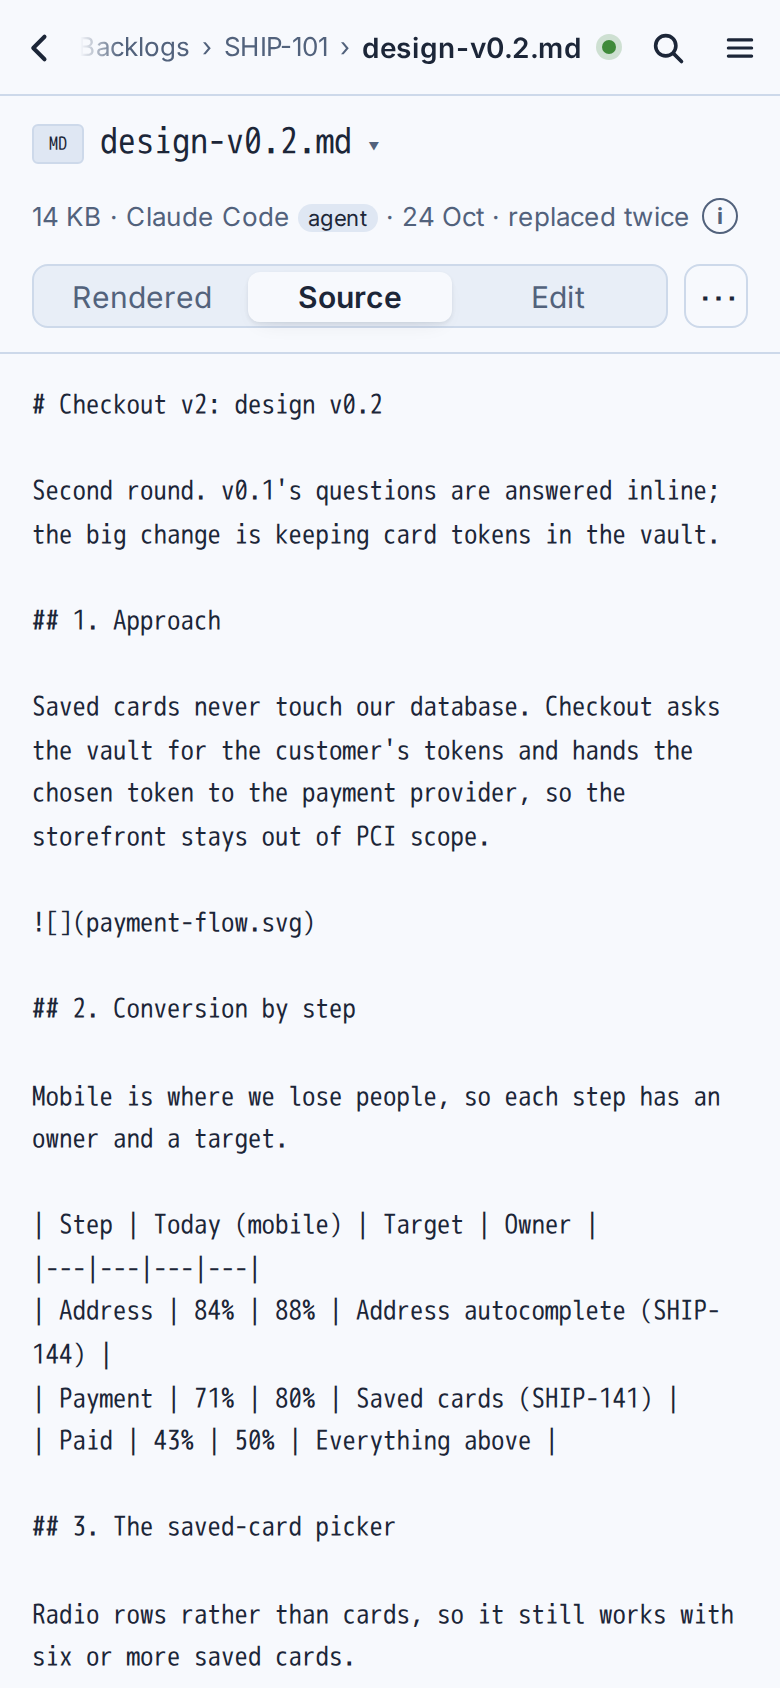 Backlogs › SHIP-101 › design-v0.2.md
MD design-v0.2.md ▾
14 KB · Claude Code agent · 24 Oct · replaced twice i
Rendered Source Edit ···
# Checkout v2: design v0.2
Second round. v0.1's questions are answered inline;
the big change is keeping card tokens in the vault.
## 1. Approach
Saved cards never touch our database. Checkout asks
the vault for the customer's tokens and hands the
chosen token to the payment provider, so the
storefront stays out of PCI scope.
![](payment-flow.svg)
## 2. Conversion by step
Mobile is where we lose people, so each step has an
owner and a target.
| Step | Today (mobile) | Target | Owner |
|---|---|---|---|
| Address | 84% | 88% | Address autocomplete (SHIP-
144) |
| Payment | 71% | 80% | Saved cards (SHIP-141) |
| Paid | 43% | 50% | Everything above |
## 3. The saved-card picker
Radio rows rather than cards, so it still works with
six or more saved cards.